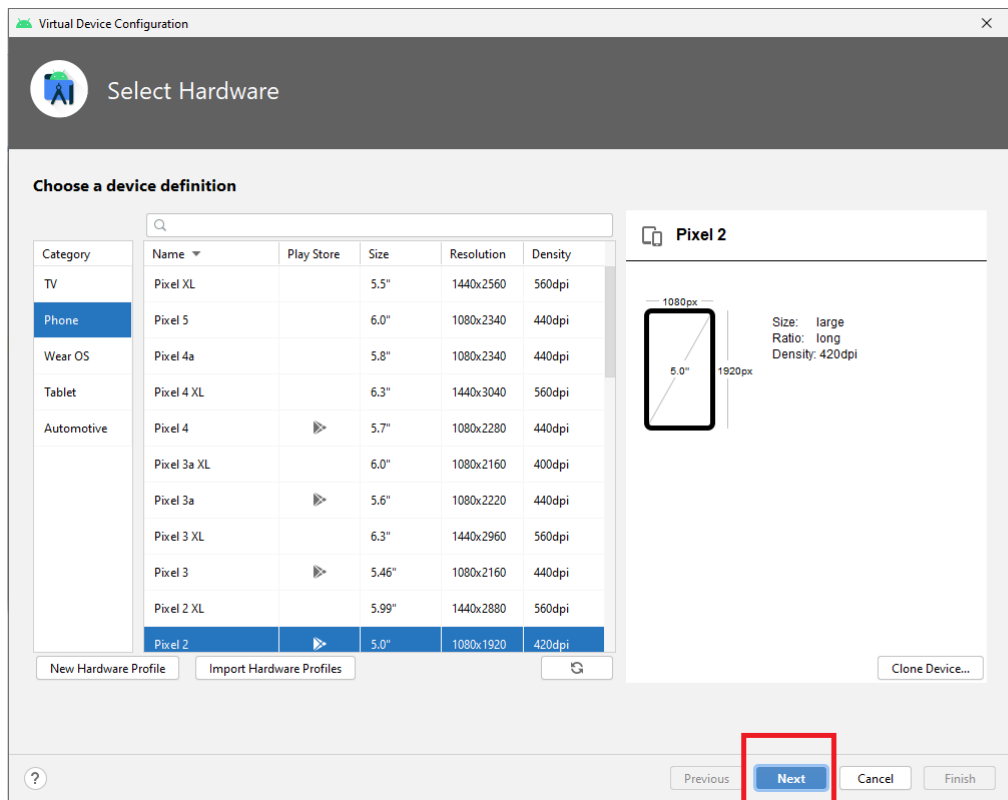 Virtual Device Configuration
Select Hardware
Choose a device definition
Category
TV
Phone
Wear OS
Tablet
Automotive
Name Play Store Size Resolution Density
Pixel XL 5.5" 1440x2560 560dpi
Pixel 5 6.0" 1080x2340 440dpi
Pixel 4a 5.8" 1080x2340 440dpi
Pixel 4 XL 6.3" 1440x3040 560dpi
Pixel 4 5.7" 1080x2280 440dpi
Pixel 3a XL 6.0" 1080x2160 400dpi
Pixel 3a 5.6" 1080x2220 440dpi
Pixel 3 XL 6.3" 1440x2960 560dpi
Pixel 3 5.46" 1080x2160 440dpi
Pixel 2 XL 5.99" 1440x2880 560dpi
Pixel 2 5.0" 1080x1920 420dpi
New Hardware Profile Import Hardware Profiles
Pixel 2
1080px
5.0" 1920px
Size: large
Ratio: long
Density: 420dpi
Clone Device...
? Previous Next Cancel Finish